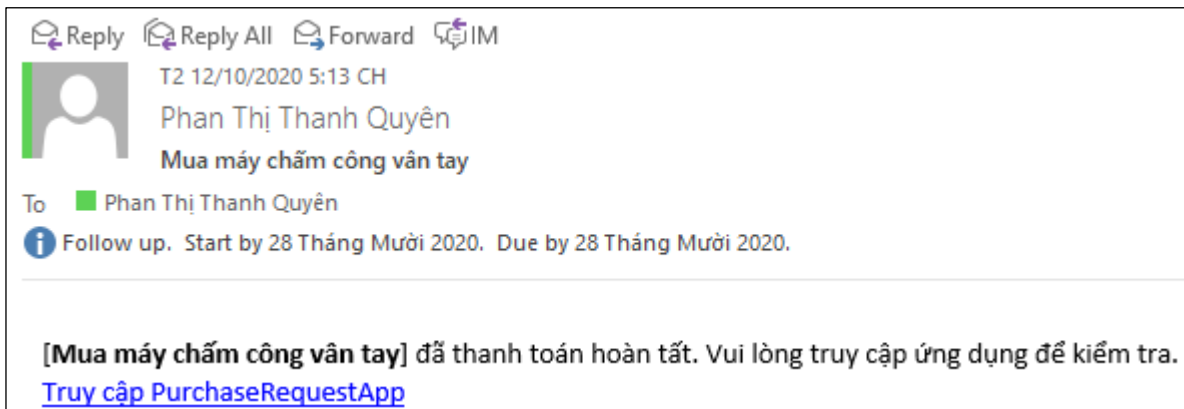 Reply Reply All Forward IM
T2 12/10/2020 5:13 CH
Phan Thị Thanh Quyên
Mua máy chấm công vân tay
To Phan Thị Thanh Quyên
Follow up. Start by 28 Tháng Mười 2020. Due by 28 Tháng Mười 2020.
[Mua máy chấm công vân tay] đã thanh toán hoàn tất. Vui lòng truy cập ứng dụng để kiểm tra.
Truy cập PurchaseRequestApp